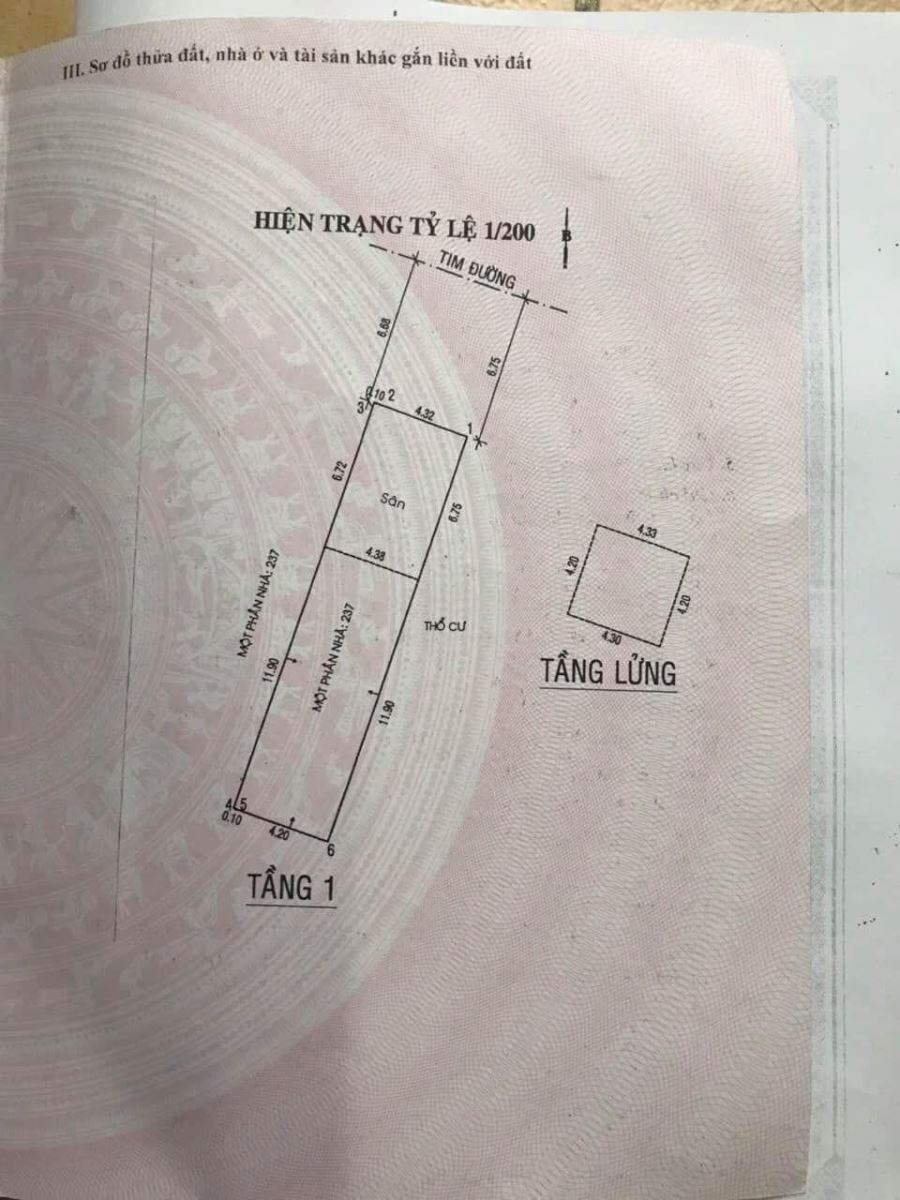 III. Sơ đồ thửa đất, nhà ở và tài sản khác gắn liền với đất
HIỆN TRẠNG TỶ LỆ 1/200
B
TIM ĐƯỜNG
6.68
6.75
3
0.10 2
4.32
1
6.72
Sân
6.75
4.38
MỘT PHẦN NHÀ: 237
MỘT PHẦN NHÀ: 237
THỔ CƯ
11.90
11.90
4 5
0.10
4.20
6
TẦNG 1
4.33
4.20
4.20
4.30
TẦNG LỬNG